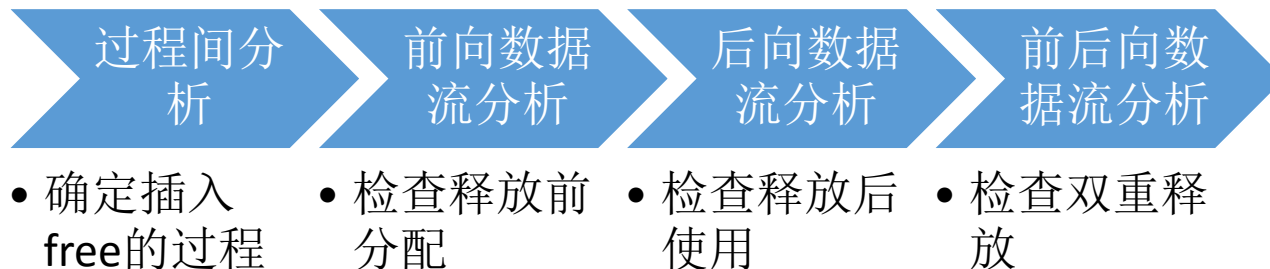 过程间分
析
前向数据
流分析
后向数据
流分析
前后向数
据流分析
• 确定插入
free的过程
• 检查释放前
分配
• 检查释放后
使用
• 检查双重释
放